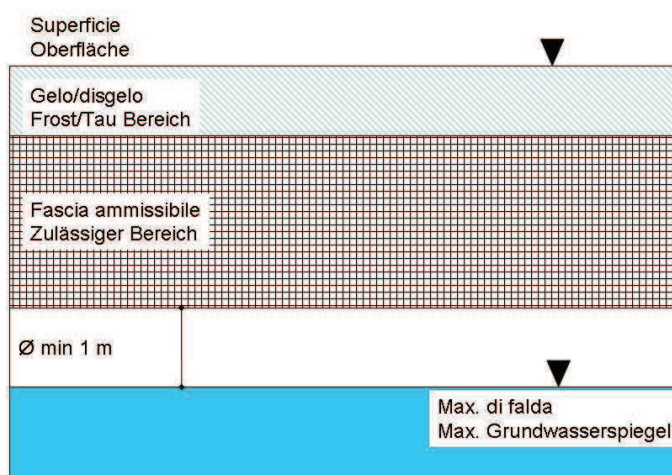 Superficie
Oberfläche
Gelo/disgelo
Frost/Tau Bereich
Fascia ammissibile
Zulässiger Bereich
Ø min 1 m
Max. di falda
Max. Grundwasserspiegel